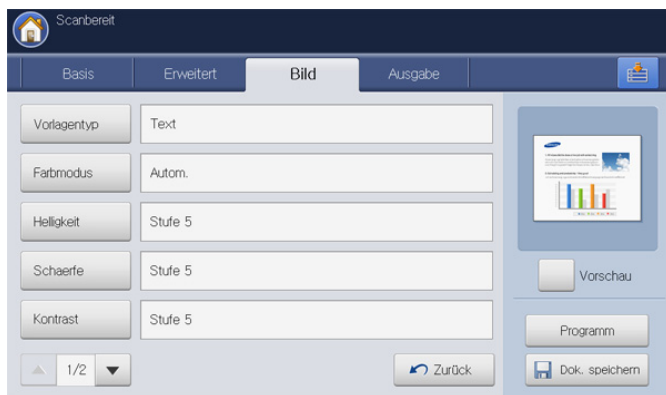 Scanbereit
Basis Erweitert Bild Ausgabe
Vorlagentyp Text
Farbmodus Autom.
Helligkeit Stufe 5
Schaerfe Stufe 5
Kontrast Stufe 5
Vorschau
Programm
1/2 Zurück Dok. speichern